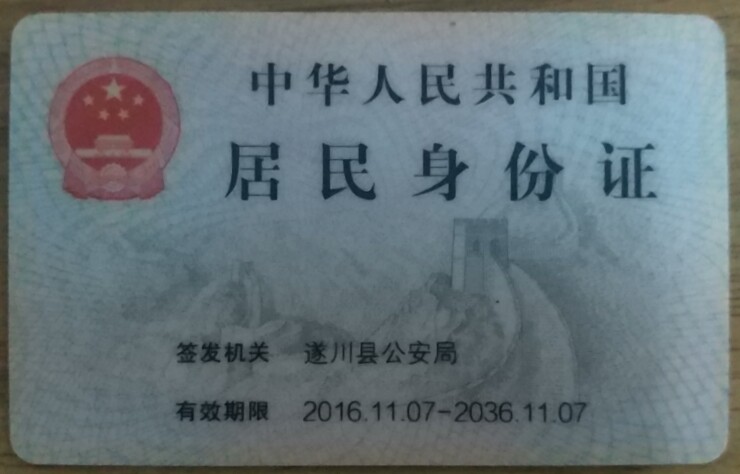 中华人民共和国
居民身份证
签发机关 遂川县公安局
有效期限 2016.11.07-2036.11.07